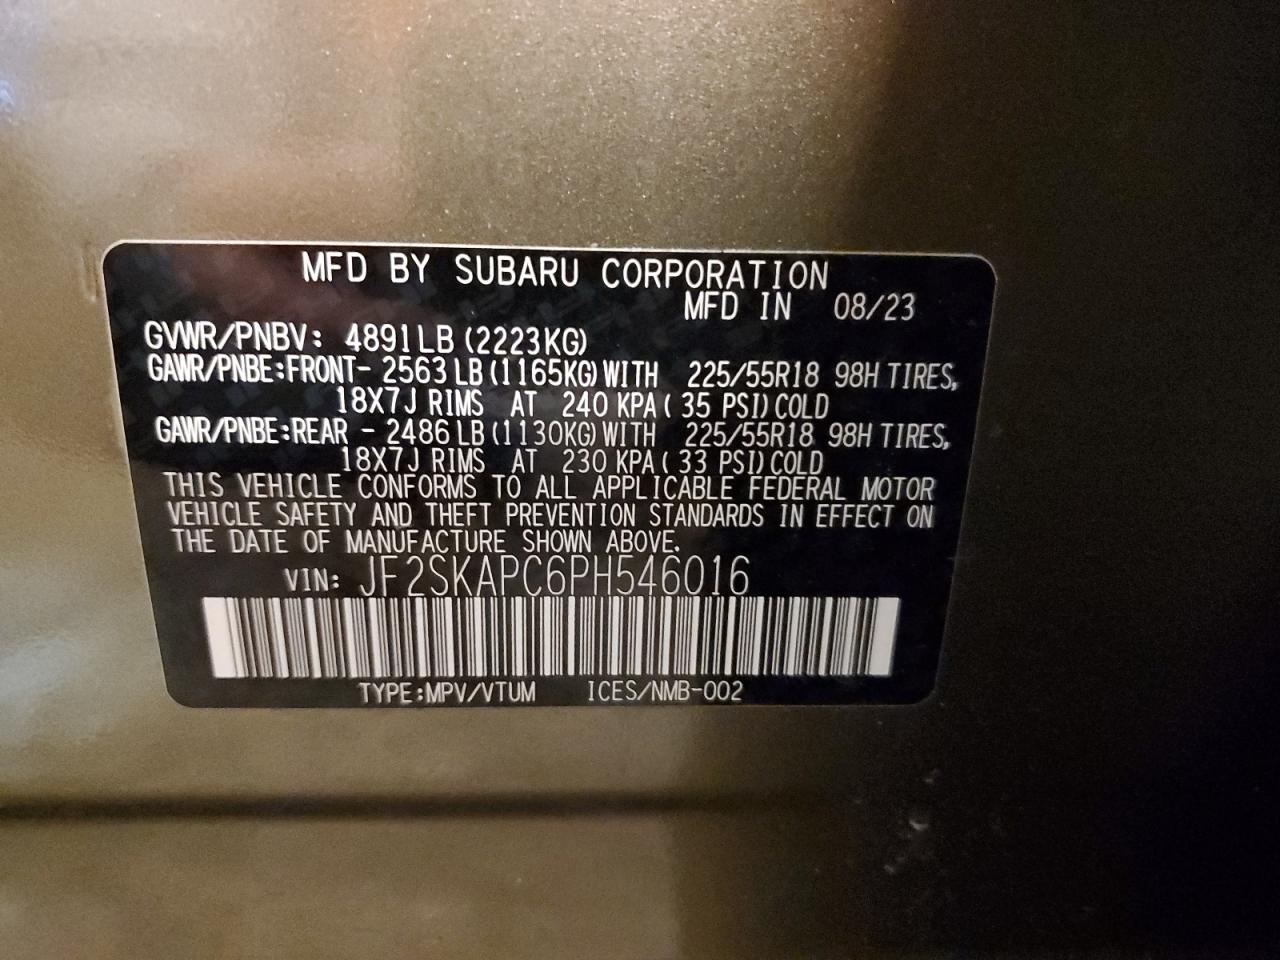 MFD BY SUBARU CORPORATION
MFD IN 08/23
GVWR/PNBV: 4891LB (2223KG)
GAWR/PNBE:FRONT- 2563 LB (1165KG) WITH 225/55R18 98H TIRES,
18X7J RIMS AT 240 KPA ( 35 PSI) COLD
GAWR/PNBE:REAR - 2486 LB (1130KG) WITH 225/55R18 98H TIRES,
18X7J RIMS AT 230 KPA ( 33 PSI) COLD
THIS VEHICLE CONFORMS TO ALL APPLICABLE FEDERAL MOTOR
VEHICLE SAFETY AND THEFT PREVENTION STANDARDS IN EFFECT ON
THE DATE OF MANUFACTURE SHOWN ABOVE.
VIN: JF2SKAPC6PH546016
TYPE:MPV/VTUM ICES/NMB-002